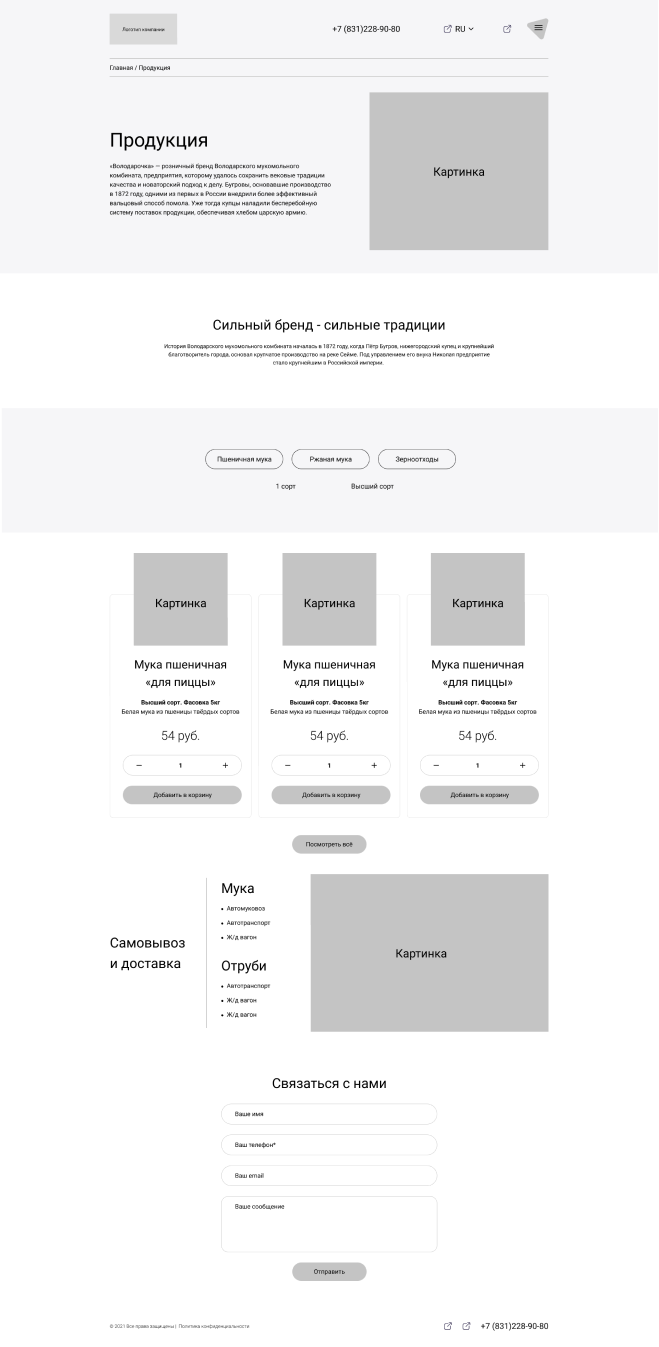 Логотип компании
+7 (831)228-90-80
RU
Главная / Продукция
Продукция
«Володарочка» — розничный бренд Володарского мукомольного
комбината, предприятия, которому удалось сохранить вековые традиции
качества и новаторский подход к делу. Бугровы, основавшие производство
в 1872 году, одними из первых в России внедрили более эффективный
вальцовый способ помола. Уже тогда купцы наладили бесперебойную
систему поставок продукции, обеспечивая хлебом царскую армию.
Картинка
Сильный бренд - сильные традиции
История Володарского мукомольного комбината началась в 1872 году, когда Пётр Бугров, нижегородский купец и крупнейший
благотворитель города, основал крупчатое производство на реке Сейме. Под управлением его внука Николая предприятие
стало крупнейшим в Российской империи.
Пшеничная мука
Ржаная мука
Зерноотходы
1 сорт
Высший сорт
Картинка
Мука пшеничная
«для пиццы»
Высший сорт. Фасовка 5кг
Белая мука из пшеницы твёрдых сортов
54 руб.
− 1 +
Добавить в корзину
Картинка
Мука пшеничная
«для пиццы»
Высший сорт. Фасовка 5кг
Белая мука из пшеницы твёрдых сортов
54 руб.
− 1 +
Добавить в корзину
Картинка
Мука пшеничная
«для пиццы»
Высший сорт. Фасовка 5кг
Белая мука из пшеницы твёрдых сортов
54 руб.
− 1 +
Добавить в корзину
Посмотреть всё
Самовывоз
и доставка
Мука
• Автомуковоз
• Автотранспорт
• Ж/д вагон
Отруби
• Автотранспорт
• Ж/д вагон
• Ж/д вагон
Картинка
Связаться с нами
Ваше имя
Ваш телефон*
Ваш email
Ваше сообщение
Отправить
© 2021 Все права защищены | Политика конфиденциальности
+7 (831)228-90-80